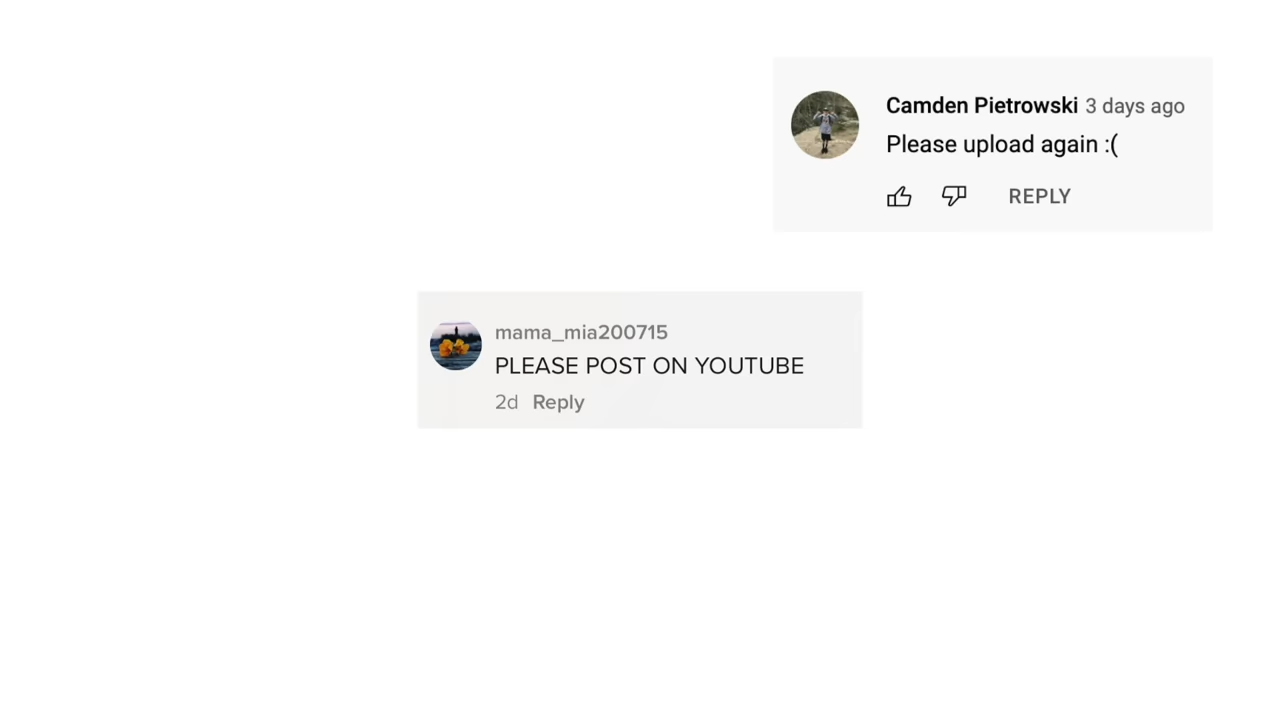 Camden Pietrowski 3 days ago
Please upload again :(
REPLY
mama_mia200715
PLEASE POST ON YOUTUBE
2d Reply